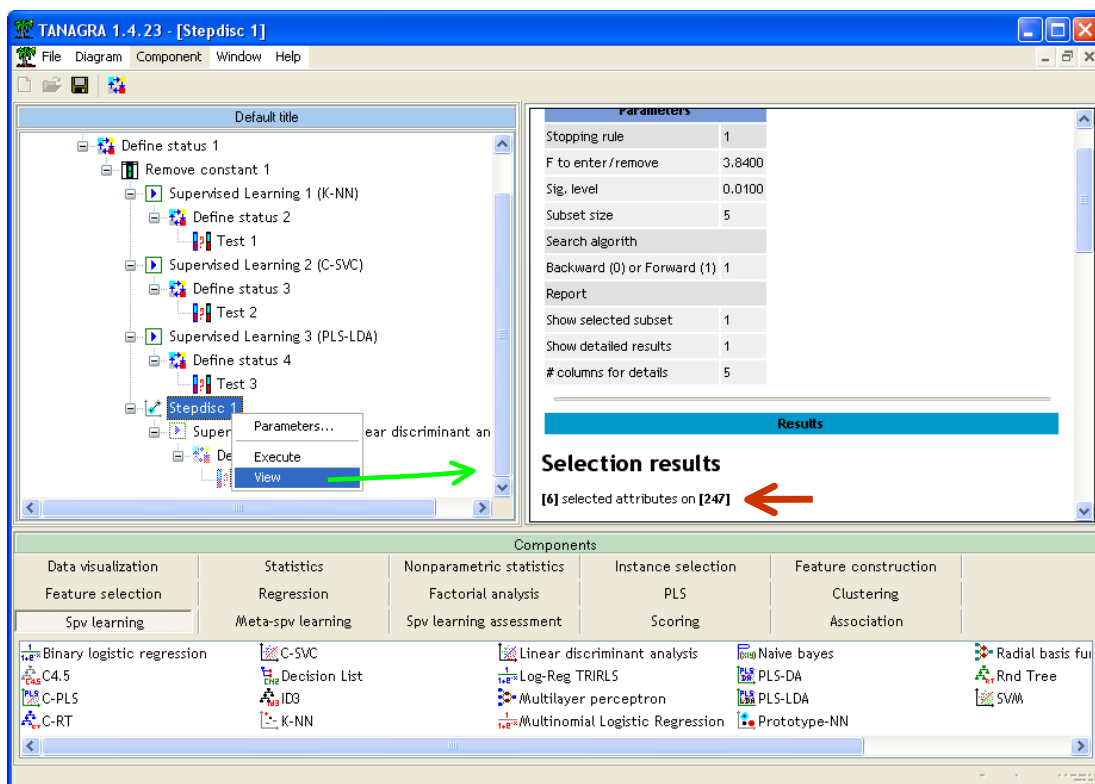 TANAGRA 1.4.23 - [Stepdisc 1]
File Diagram Component Window Help
Default title
Define status 1
Remove constant 1
Supervised Learning 1 (K-NN)
Define status 2
Test 1
Supervised Learning 2 (C-SVC)
Define status 3
Test 2
Supervised Learning 3 (PLS-LDA)
Define status 4
Test 3
Stepdisc 1
Super
ear discriminant an
De
Parameters...
Execute
View
Parameters
Stopping rule 1
F to enter / remove 3.8400
Sig. level 0.0100
Subset size 5
Search algorith
Backward (0) or Forward (1) 1
Report
Show selected subset 1
Show detailed results 1
# columns for details 5
Results
Selection results
[6] selected attributes on [247]
Components
Data visualization Statistics Nonparametric statistics Instance selection Feature construction
Feature selection Regression Factorial analysis PLS Clustering
Spv learning Meta-spv learning Spv learning assessment Scoring Association
Binary logistic regression C-SVC Linear discriminant analysis Naive bayes Radial basis fu
C4.5 Decision List Log-Reg TRIRLS PLS-DA Rnd Tree
C-PLS ID3 Multilayer perceptron PLS-LDA SVM
C-RT K-NN Multinomial Logistic Regression Prototype-NN